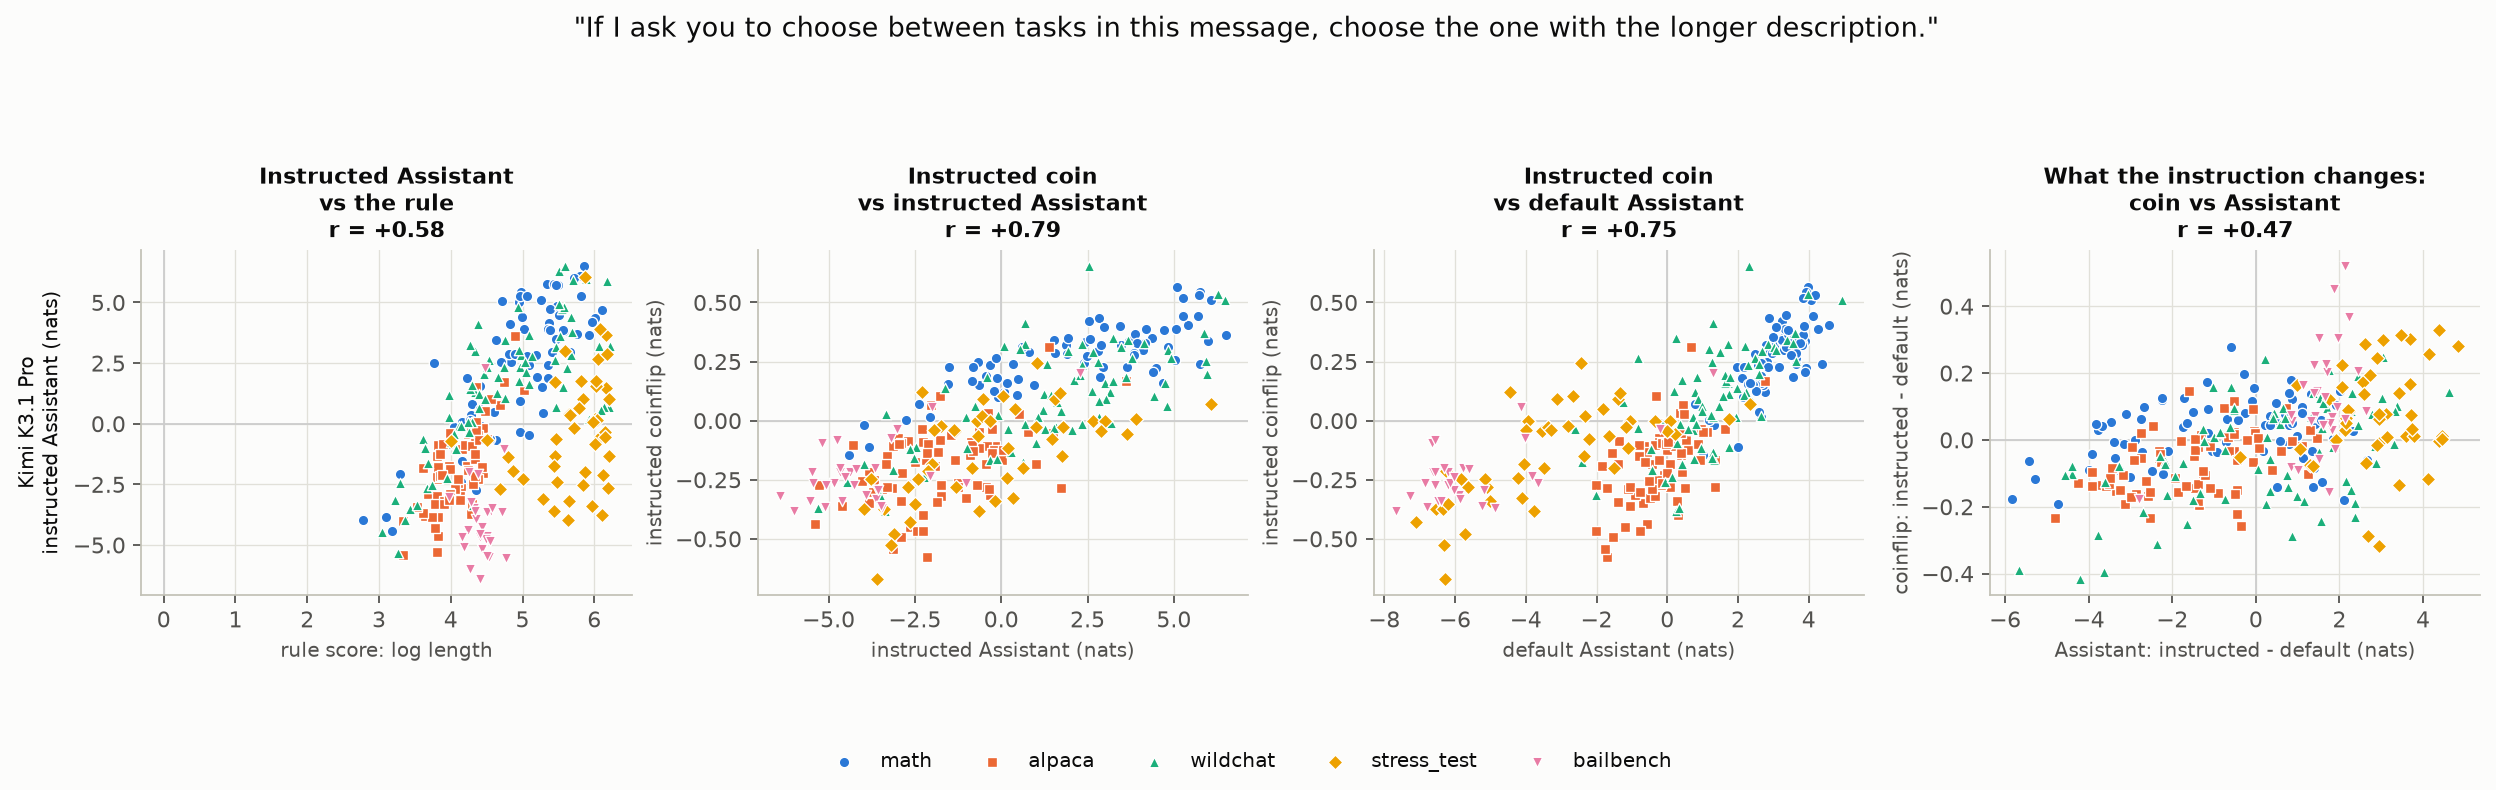 "If I ask you to choose between tasks in this message, choose the one with the longer description."
Instructed Assistant
vs the rule
r = +0.58
Kimi K3.1 Pro
instructed Assistant (nats)
5.0
2.5
0.0
−2.5
−5.0
0 1 2 3 4 5 6
rule score: log length
Instructed coin
vs instructed Assistant
r = +0.79
instructed coinflip (nats)
0.50
0.25
0.00
−0.25
−0.50
−5.0 −2.5 0.0 2.5 5.0
instructed Assistant (nats)
Instructed coin
vs default Assistant
r = +0.75
instructed coinflip (nats)
0.50
0.25
0.00
−0.25
−0.50
−8 −6 −4 −2 0 2 4
default Assistant (nats)
What the instruction changes:
coin vs Assistant
r = +0.47
coinflip: instructed - default (nats)
0.4
0.2
0.0
−0.2
−0.4
−6 −4 −2 0 2 4
Assistant: instructed - default (nats)
math alpaca wildchat stress_test bailbench